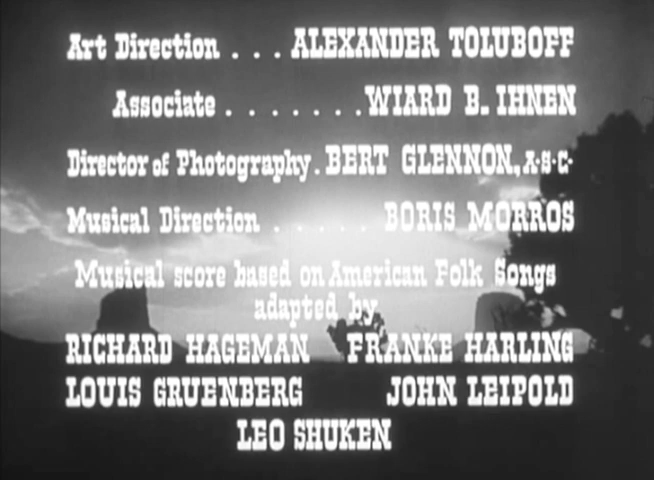 Art Direction . . . ALEXANDER TOLUBOFF
Associate . . . . . . . WIARD B. IHNEN
Director of Photography . BERT GLENNON, A·S·C·
Musical Direction . . . . . BORIS MORROS
Musical score based on American Folk Songs
adapted by
RICHARD HAGEMAN FRANKE HARLING
LOUIS GRUENBERG JOHN LEIPOLD
LEO SHUKEN